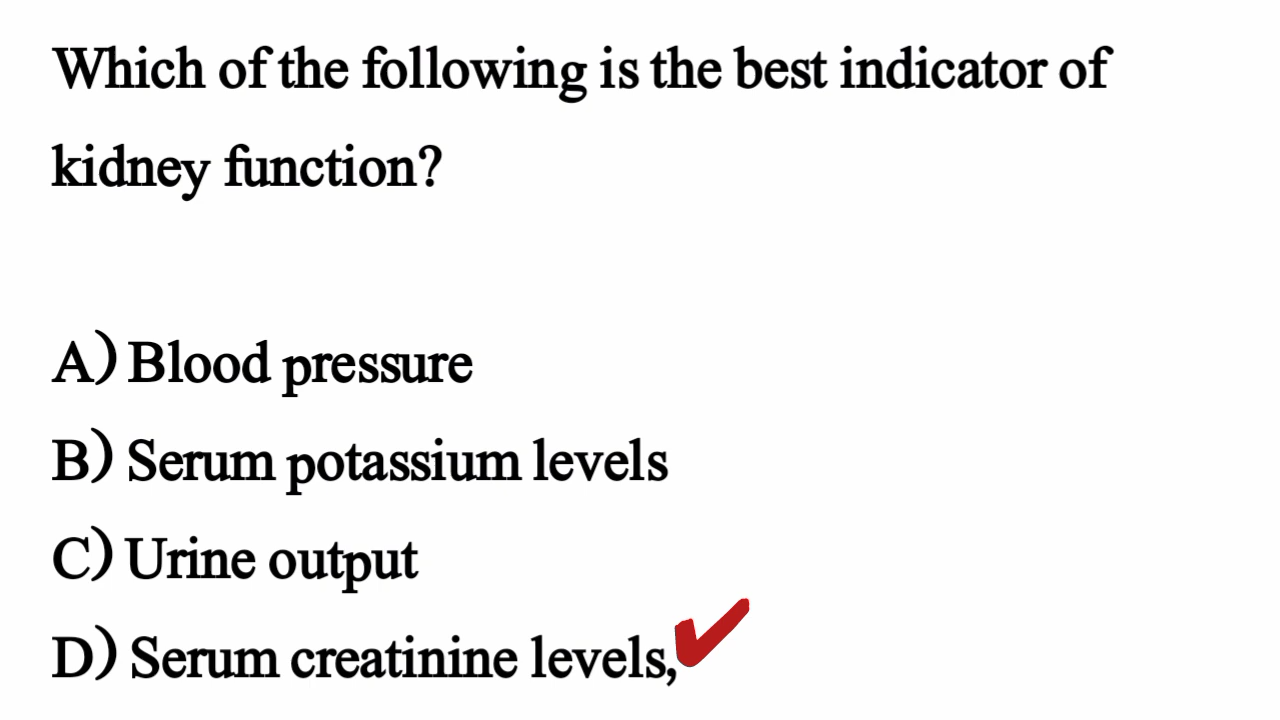 Which of the following is the best indicator of
kidney function?
A) Blood pressure
B) Serum potassium levels
C) Urine output
D) Serum creatinine levels,